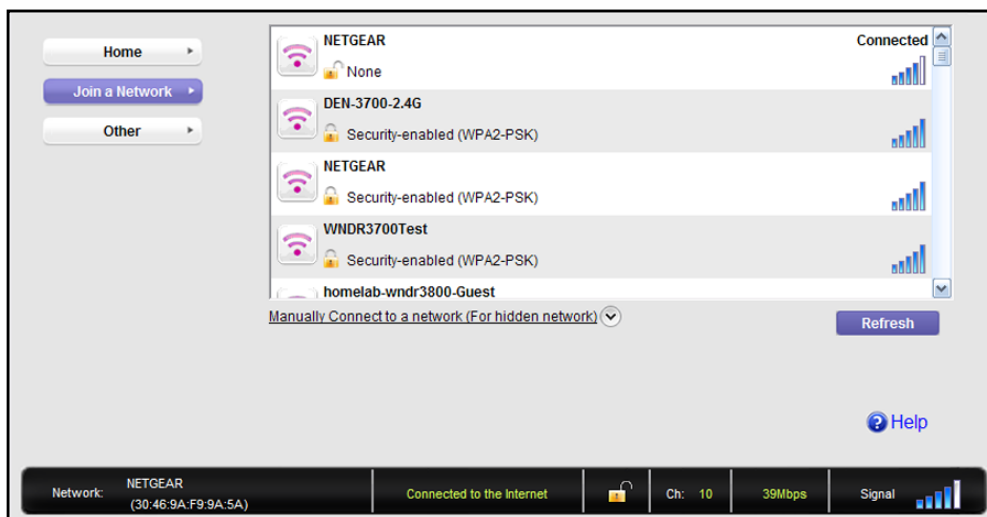 Home
Join a Network
Other
NETGEAR
Connected
None
DEN-3700-2.4G
Security-enabled (WPA2-PSK)
NETGEAR
Security-enabled (WPA2-PSK)
WNDR3700Test
Security-enabled (WPA2-PSK)
homelab-wndr3800-Guest
Manually Connect to a network (For hidden network)
Refresh
Help
Network: NETGEAR
(30:46:9A:F9:9A:5A)
Connected to the Internet
Ch: 10
39Mbps
Signal